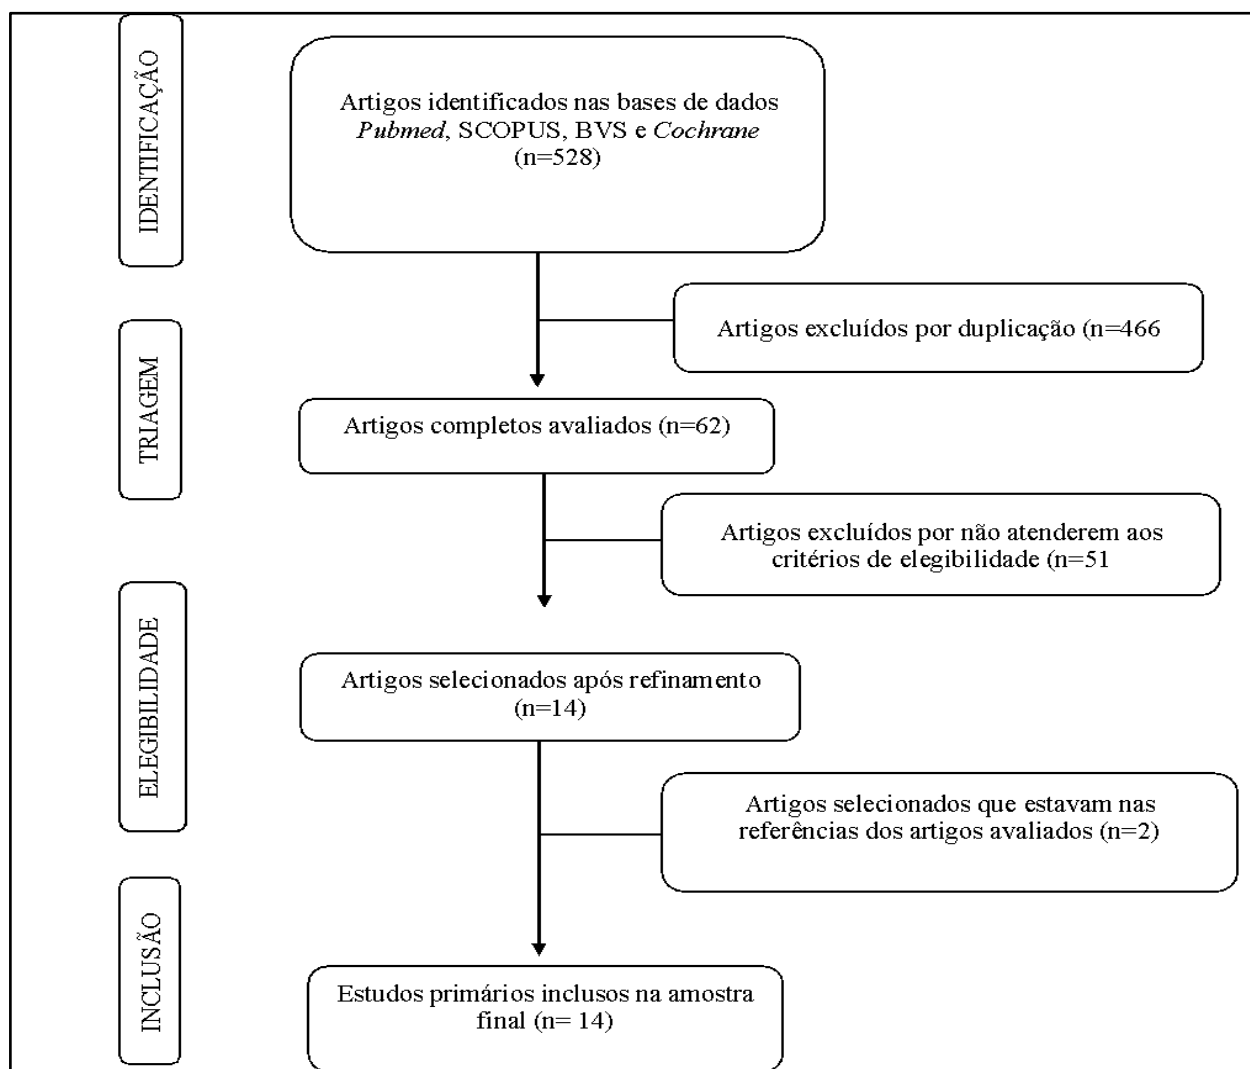 IDENTIFICAÇÃO
Artigos identificados nas bases de dados
Pubmed, SCOPUS, BVS e Cochrane
(n=528)
Artigos excluídos por duplicação (n=466
TRIAGEM
Artigos completos avaliados (n=62)
Artigos excluídos por não atenderem aos
critérios de elegibilidade (n=51
ELEGIBILIDADE
Artigos selecionados após refinamento
(n=14)
Artigos selecionados que estavam nas
referências dos artigos avaliados (n=2)
INCLUSÃO
Estudos primários inclusos na amostra
final (n= 14)